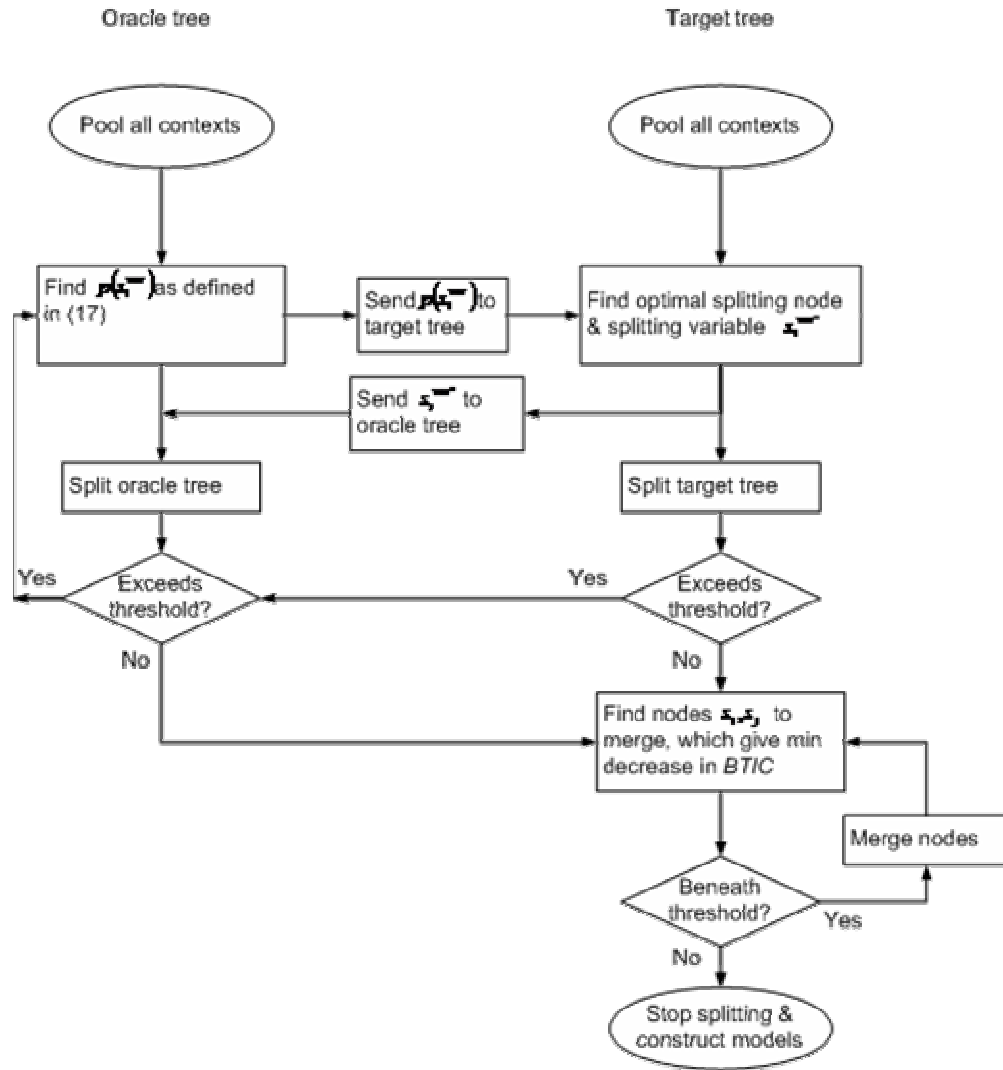 Oracle tree
Target tree
Pool all contexts
Pool all contexts
Find as defined
in (17)
Send to
target tree
Find optimal splitting node
& splitting variable
Send to
oracle tree
Split oracle tree
Split target tree
Yes
Exceeds
threshold?
Yes
Exceeds
threshold?
No
No
Find nodes to
merge, which give min
decrease in BTIC
Merge nodes
Beneath
threshold?
Yes
No
Stop splitting &
construct models